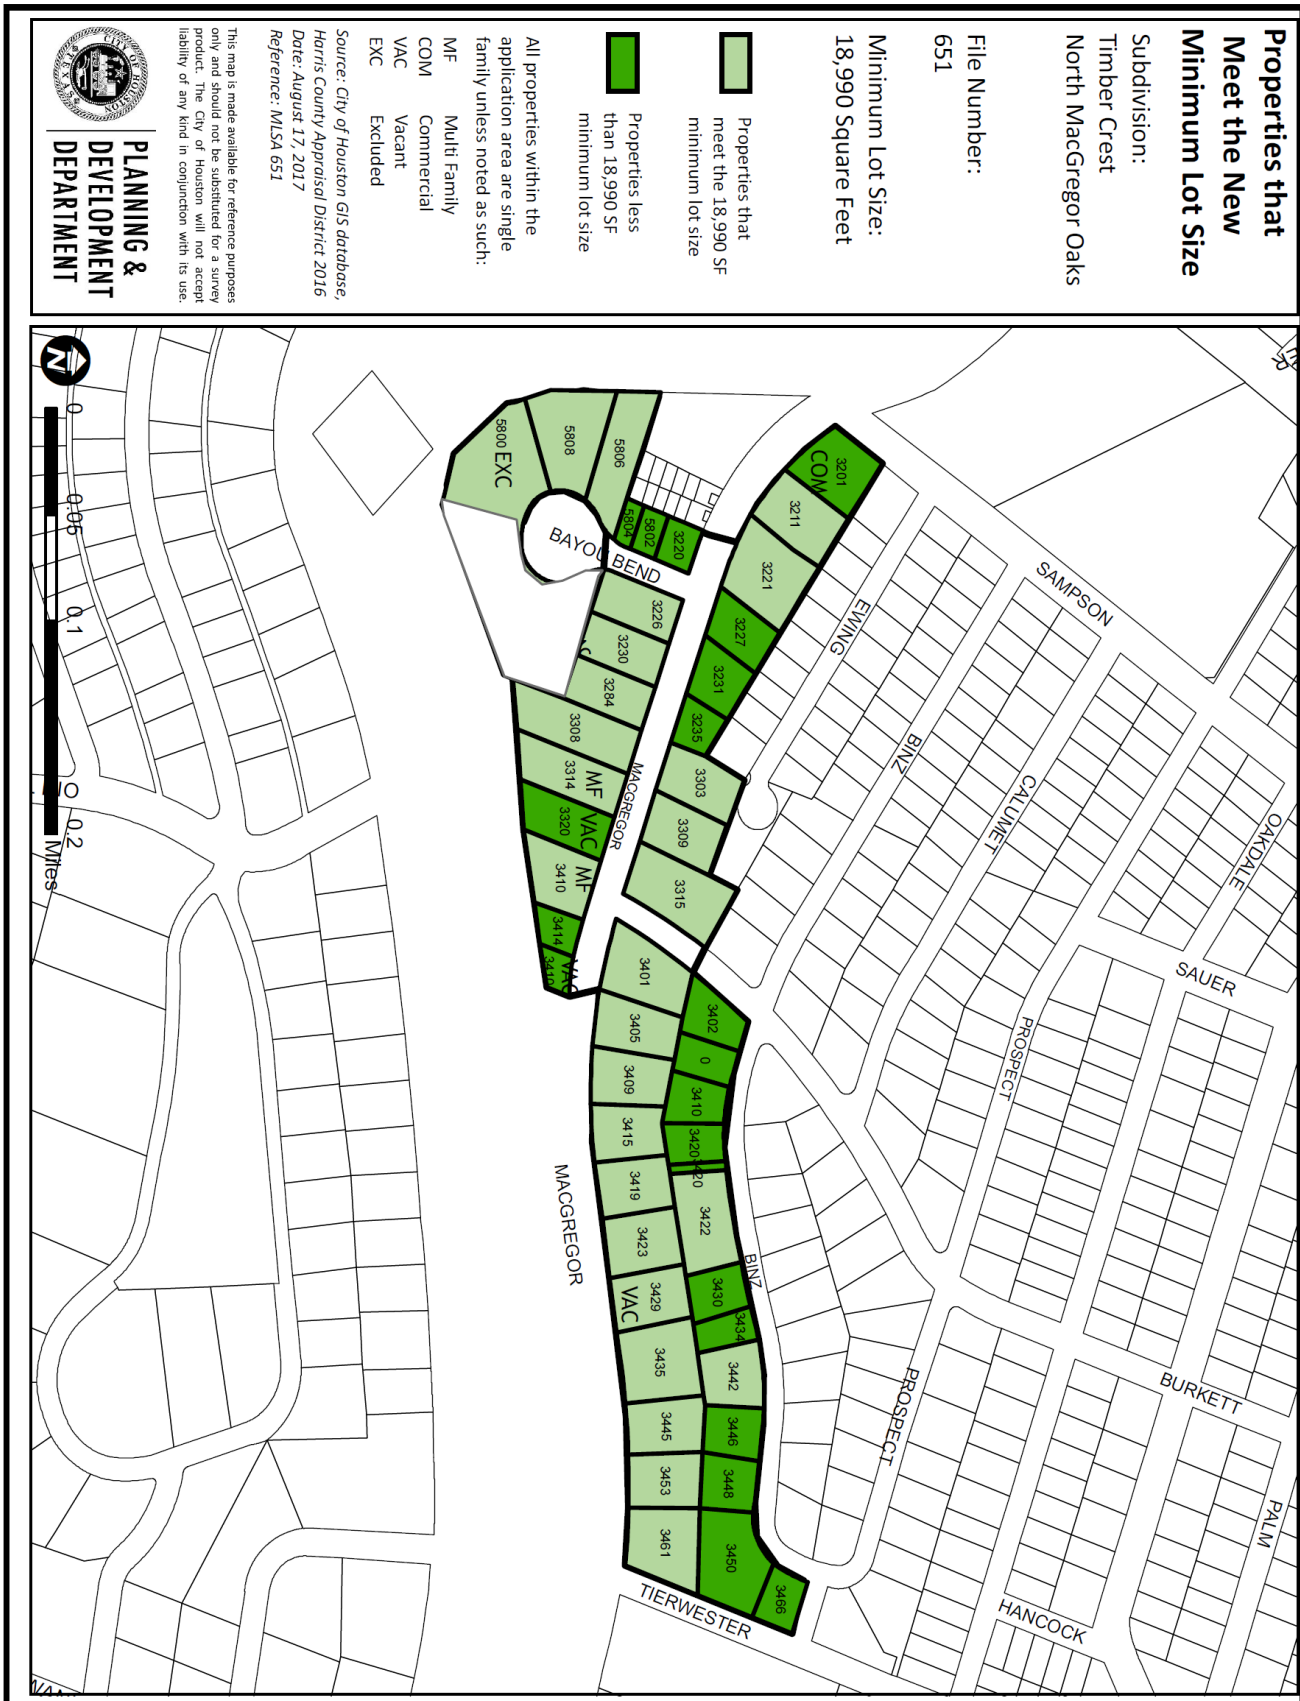 Properties that
Meet the New
Minimum Lot Size
Subdivision:
Timber Crest
North MacGregor Oaks
File Number:
651
Minimum Lot Size:
18,990 Square Feet
Properties that
meet the 18,990 SF
minimum lot size
Properties less
than 18,990 SF
minimum lot size
All properties within the
application area are single
family unless noted as such:
MF Multi Family
COM Commercial
VAC Vacant
EXC Excluded
Source: City of Houston GIS database,
Harris County Appraisal District 2016
Date: August 17, 2017
Reference: MLSA 651
This map is made available for reference purposes
only and should not be substituted for a survey
product. The City of Houston will not accept
liability of any kind in conjunction with its use.
CITY OF HOUSTON
TEXAS
PLANNING &
DEVELOPMENT
DEPARTMENT
SAMPSON
OAKDALE
SAUER
CALUMET
BINZ
EWING
PROSPECT
BURKETT
PALM
HANCOCK
PROSPECT
BINZ
TIERWESTER
MACGREGOR
MACGREGOR
BAYOU BEND
3201
COM
3211
3221
3227
3231
3235
3303
3309
3315
3220
5802
5804
5806
5808
5800 EXC
3226
3230
3284
3308
3314
MF
3320
VAC
3410
MF
3414
VAC
3401
3405
3409
3415
3419
3423
3429
VAC
3435
3445
3453
3461
3402
0
3410
3420
3422
3430
3434
3442
3446
3448
3450
3466
N
0
0.05
0.1
0.2
Miles